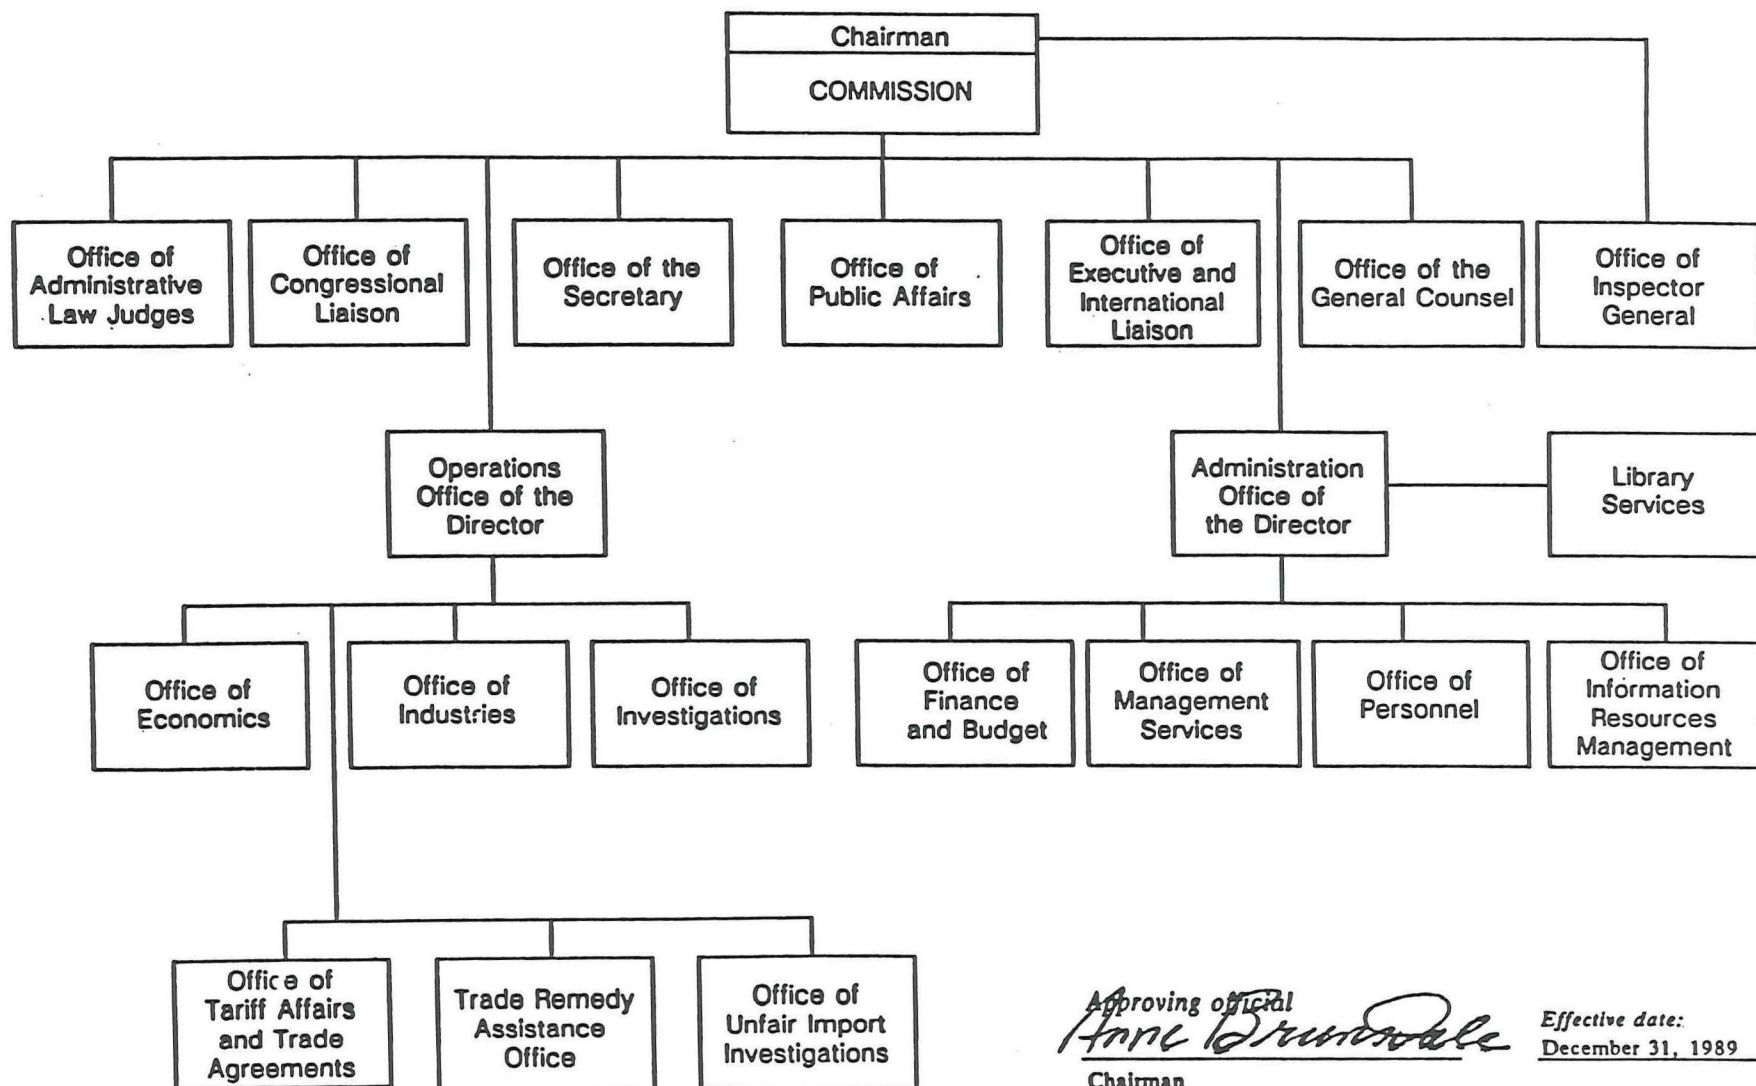 Chairman
COMMISSION
Office of
Administrative
Law Judges
Office of
Congressional
Liaison
Office of the
Secretary
Office of
Public Affairs
Office of
Executive and
International
Liaison
Office of the
General Counsel
Office of
Inspector
General
Operations
Office of the
Director
Administration
Office of
the Director
Library
Services
Office of
Economics
Office of
Industries
Office of
Investigations
Office of
Finance
and Budget
Office of
Management
Services
Office of
Personnel
Office of
Information
Resources
Management
Office of
Tariff Affairs
and Trade
Agreements
Trade Remedy
Assistance
Office
Office of
Unfair Import
Investigations
Approving official
Anne Brunsdale
Chairman
Effective date:
December 31, 1989